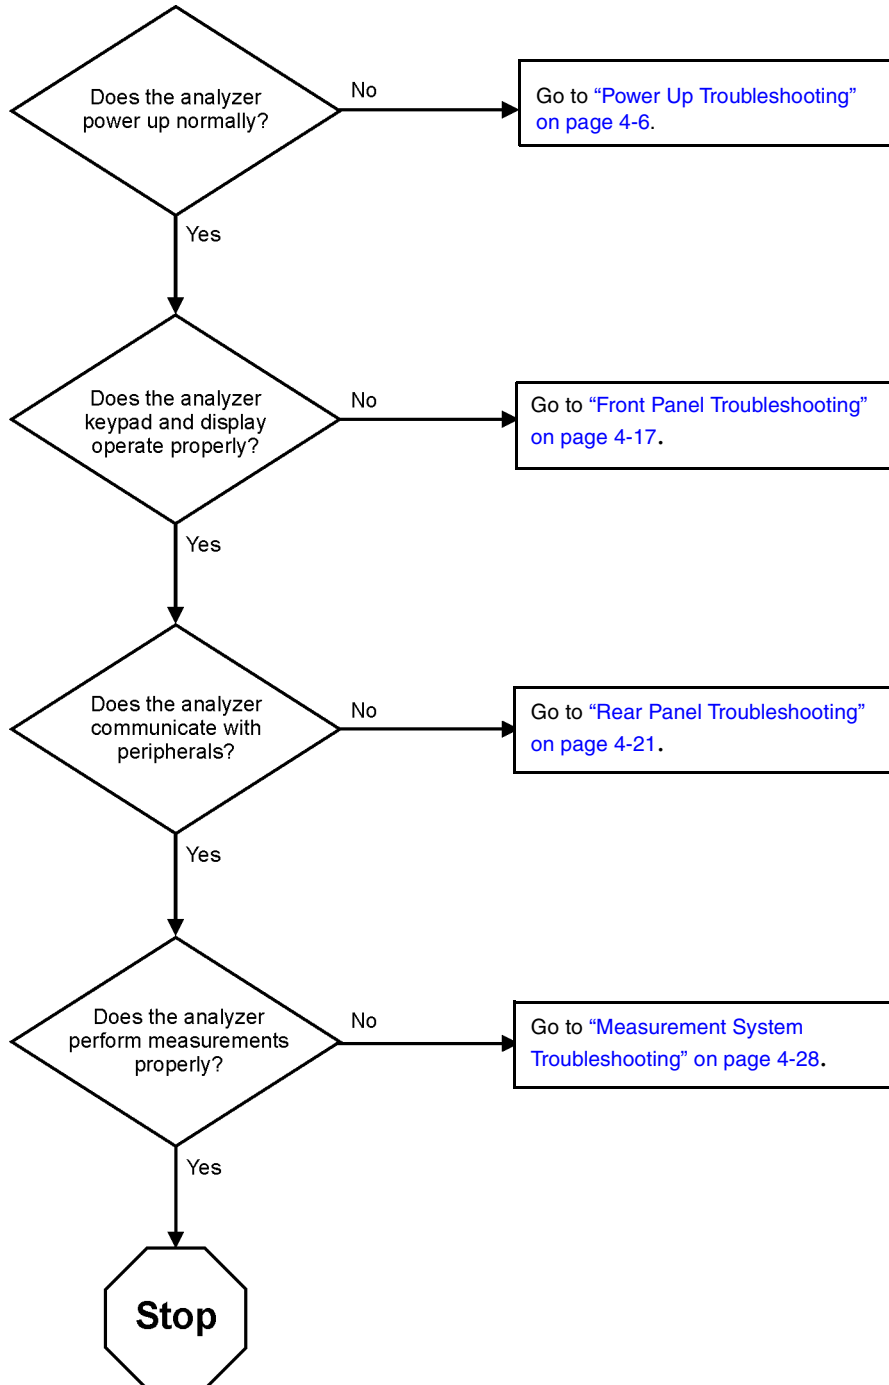 Does the analyzer
power up normally?
No
Go to “Power Up Troubleshooting”
on page 4-6.
Yes
Does the analyzer
keypad and display
operate properly?
No
Go to “Front Panel Troubleshooting”
on page 4-17.
Yes
Does the analyzer
communicate with
peripherals?
No
Go to “Rear Panel Troubleshooting”
on page 4-21.
Yes
Does the analyzer
perform measurements
properly?
No
Go to “Measurement System
Troubleshooting” on page 4-28.
Yes
Stop